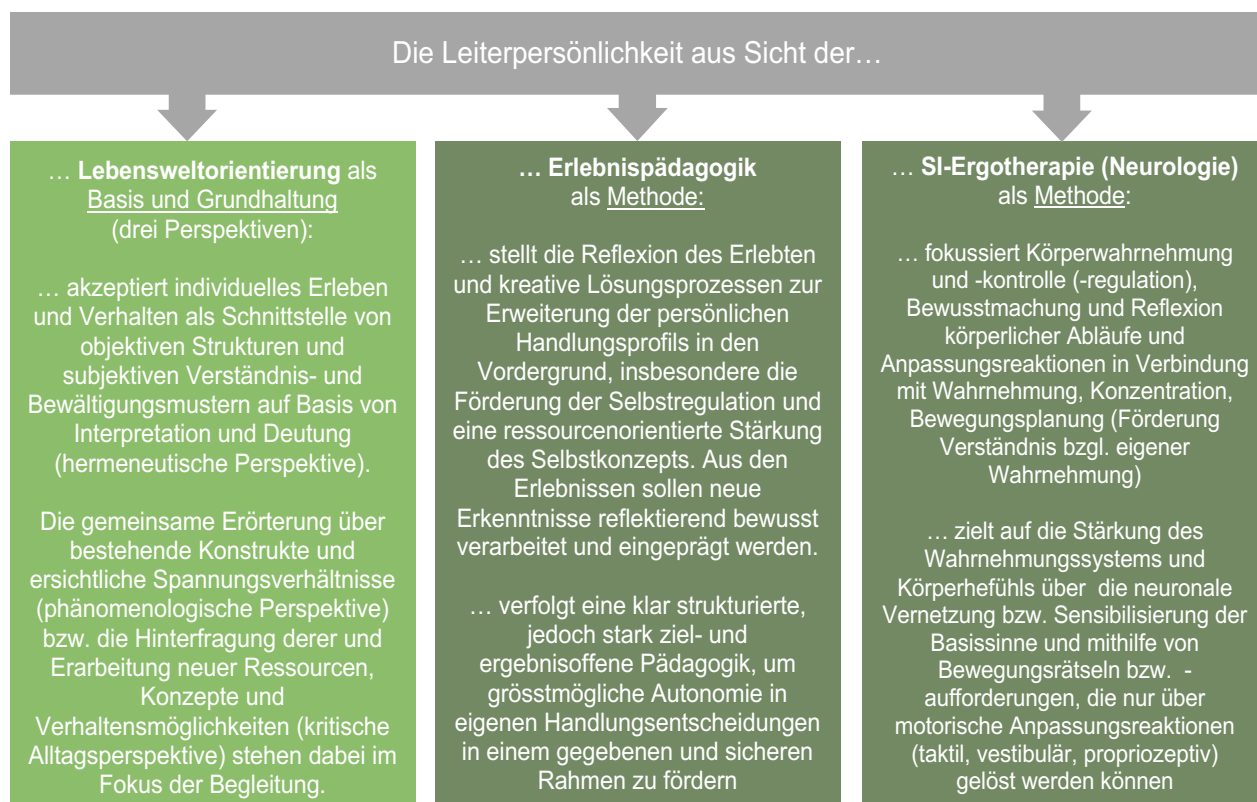 Die Leiterpersönlichkeit aus Sicht der…
… Lebensweltorientierung als
Basis und Grundhaltung
(drei Perspektiven):
… akzeptiert individuelles Erleben
und Verhalten als Schnittstelle von
objektiven Strukturen und
subjektiven Verständnis- und
Bewältigungsmustern auf Basis von
Interpretation und Deutung
(hermeneutische Perspektive).
Die gemeinsame Erörterung über
bestehende Konstrukte und
ersichtliche Spannungsverhältnisse
(phänomenologische Perspektive)
bzw. die Hinterfragung derer und
Erarbeitung neuer Ressourcen,
Konzepte und
Verhaltensmöglichkeiten (kritische
Alltagsperspektive) stehen dabei im
Fokus der Begleitung.
… Erlebnispädagogik
als Methode:
… stellt die Reflexion des Erlebten
und kreative Lösungsprozessen zur
Erweiterung der persönlichen
Handlungsprofils in den
Vordergrund, insbesondere die
Förderung der Selbstregulation und
eine ressourcenorientierte Stärkung
des Selbstkonzepts. Aus den
Erlebnissen sollen neue
Erkenntnisse reflektierend bewusst
verarbeitet und eingeprägt werden.
… verfolgt eine klar strukturierte,
jedoch stark ziel- und
ergebnisoffene Pädagogik, um
grösstmögliche Autonomie in
eigenen Handlungsentscheidungen
in einem gegebenen und sicheren
Rahmen zu fördern
… SI-Ergotherapie (Neurologie)
als Methode:
… fokussiert Körperwahrnehmung
und -kontrolle (-regulation),
Bewusstmachung und Reflexion
körperlicher Abläufe und
Anpassungsreaktionen in Verbindung
mit Wahrnehmung, Konzentration,
Bewegungsplanung (Förderung
Verständnis bzgl. eigener
Wahrnehmung)
… zielt auf die Stärkung des
Wahrnehmungssystems und
Körperhefühls über die neuronale
Vernetzung bzw. Sensibilisierung der
Basissinne und mithilfe von
Bewegungsrätseln bzw. -
aufforderungen, die nur über
motorische Anpassungsreaktionen
(taktil, vestibulär, propriozeptiv)
gelöst werden können